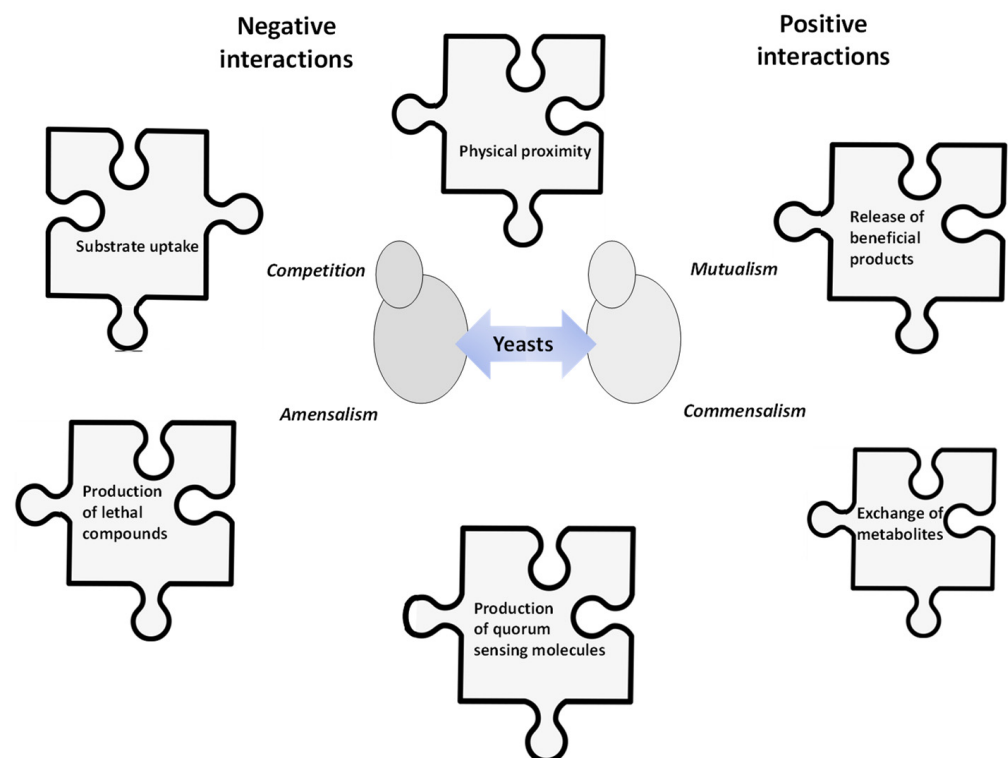 Negative
interactions
Positive
interactions
Physical proximity
Substrate uptake
Release of
beneficial
products
Competition
Mutualism
Yeasts
Amensalism
Commensalism
Production
of lethal
compounds
Exchange of
metabolites
Production
of quorum
sensing molecules